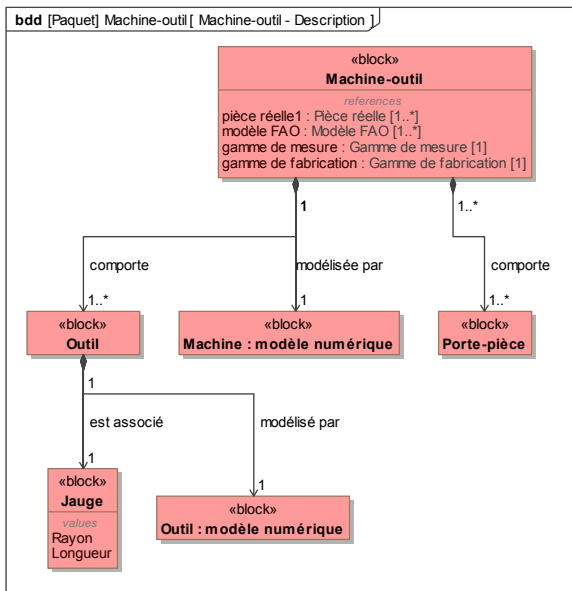 bdd [Paquet] Machine-outil [ Machine-outil - Description ]
«block»
Machine-outil
references
pièce réelle1 : Pièce réelle [1..*]
modèle FAO : Modèle FAO [1..*]
gamme de mesure : Gamme de mesure [1]
gamme de fabrication : Gamme de fabrication [1]
1
1..*
comporte
modélisée par
comporte
1..*
1
1..*
«block»
Outil
«block»
Machine : modèle numérique
«block»
Porte-pièce
1
est associé
modélisé par
1
1
«block»
Jauge
values
Rayon
Longueur
«block»
Outil : modèle numérique